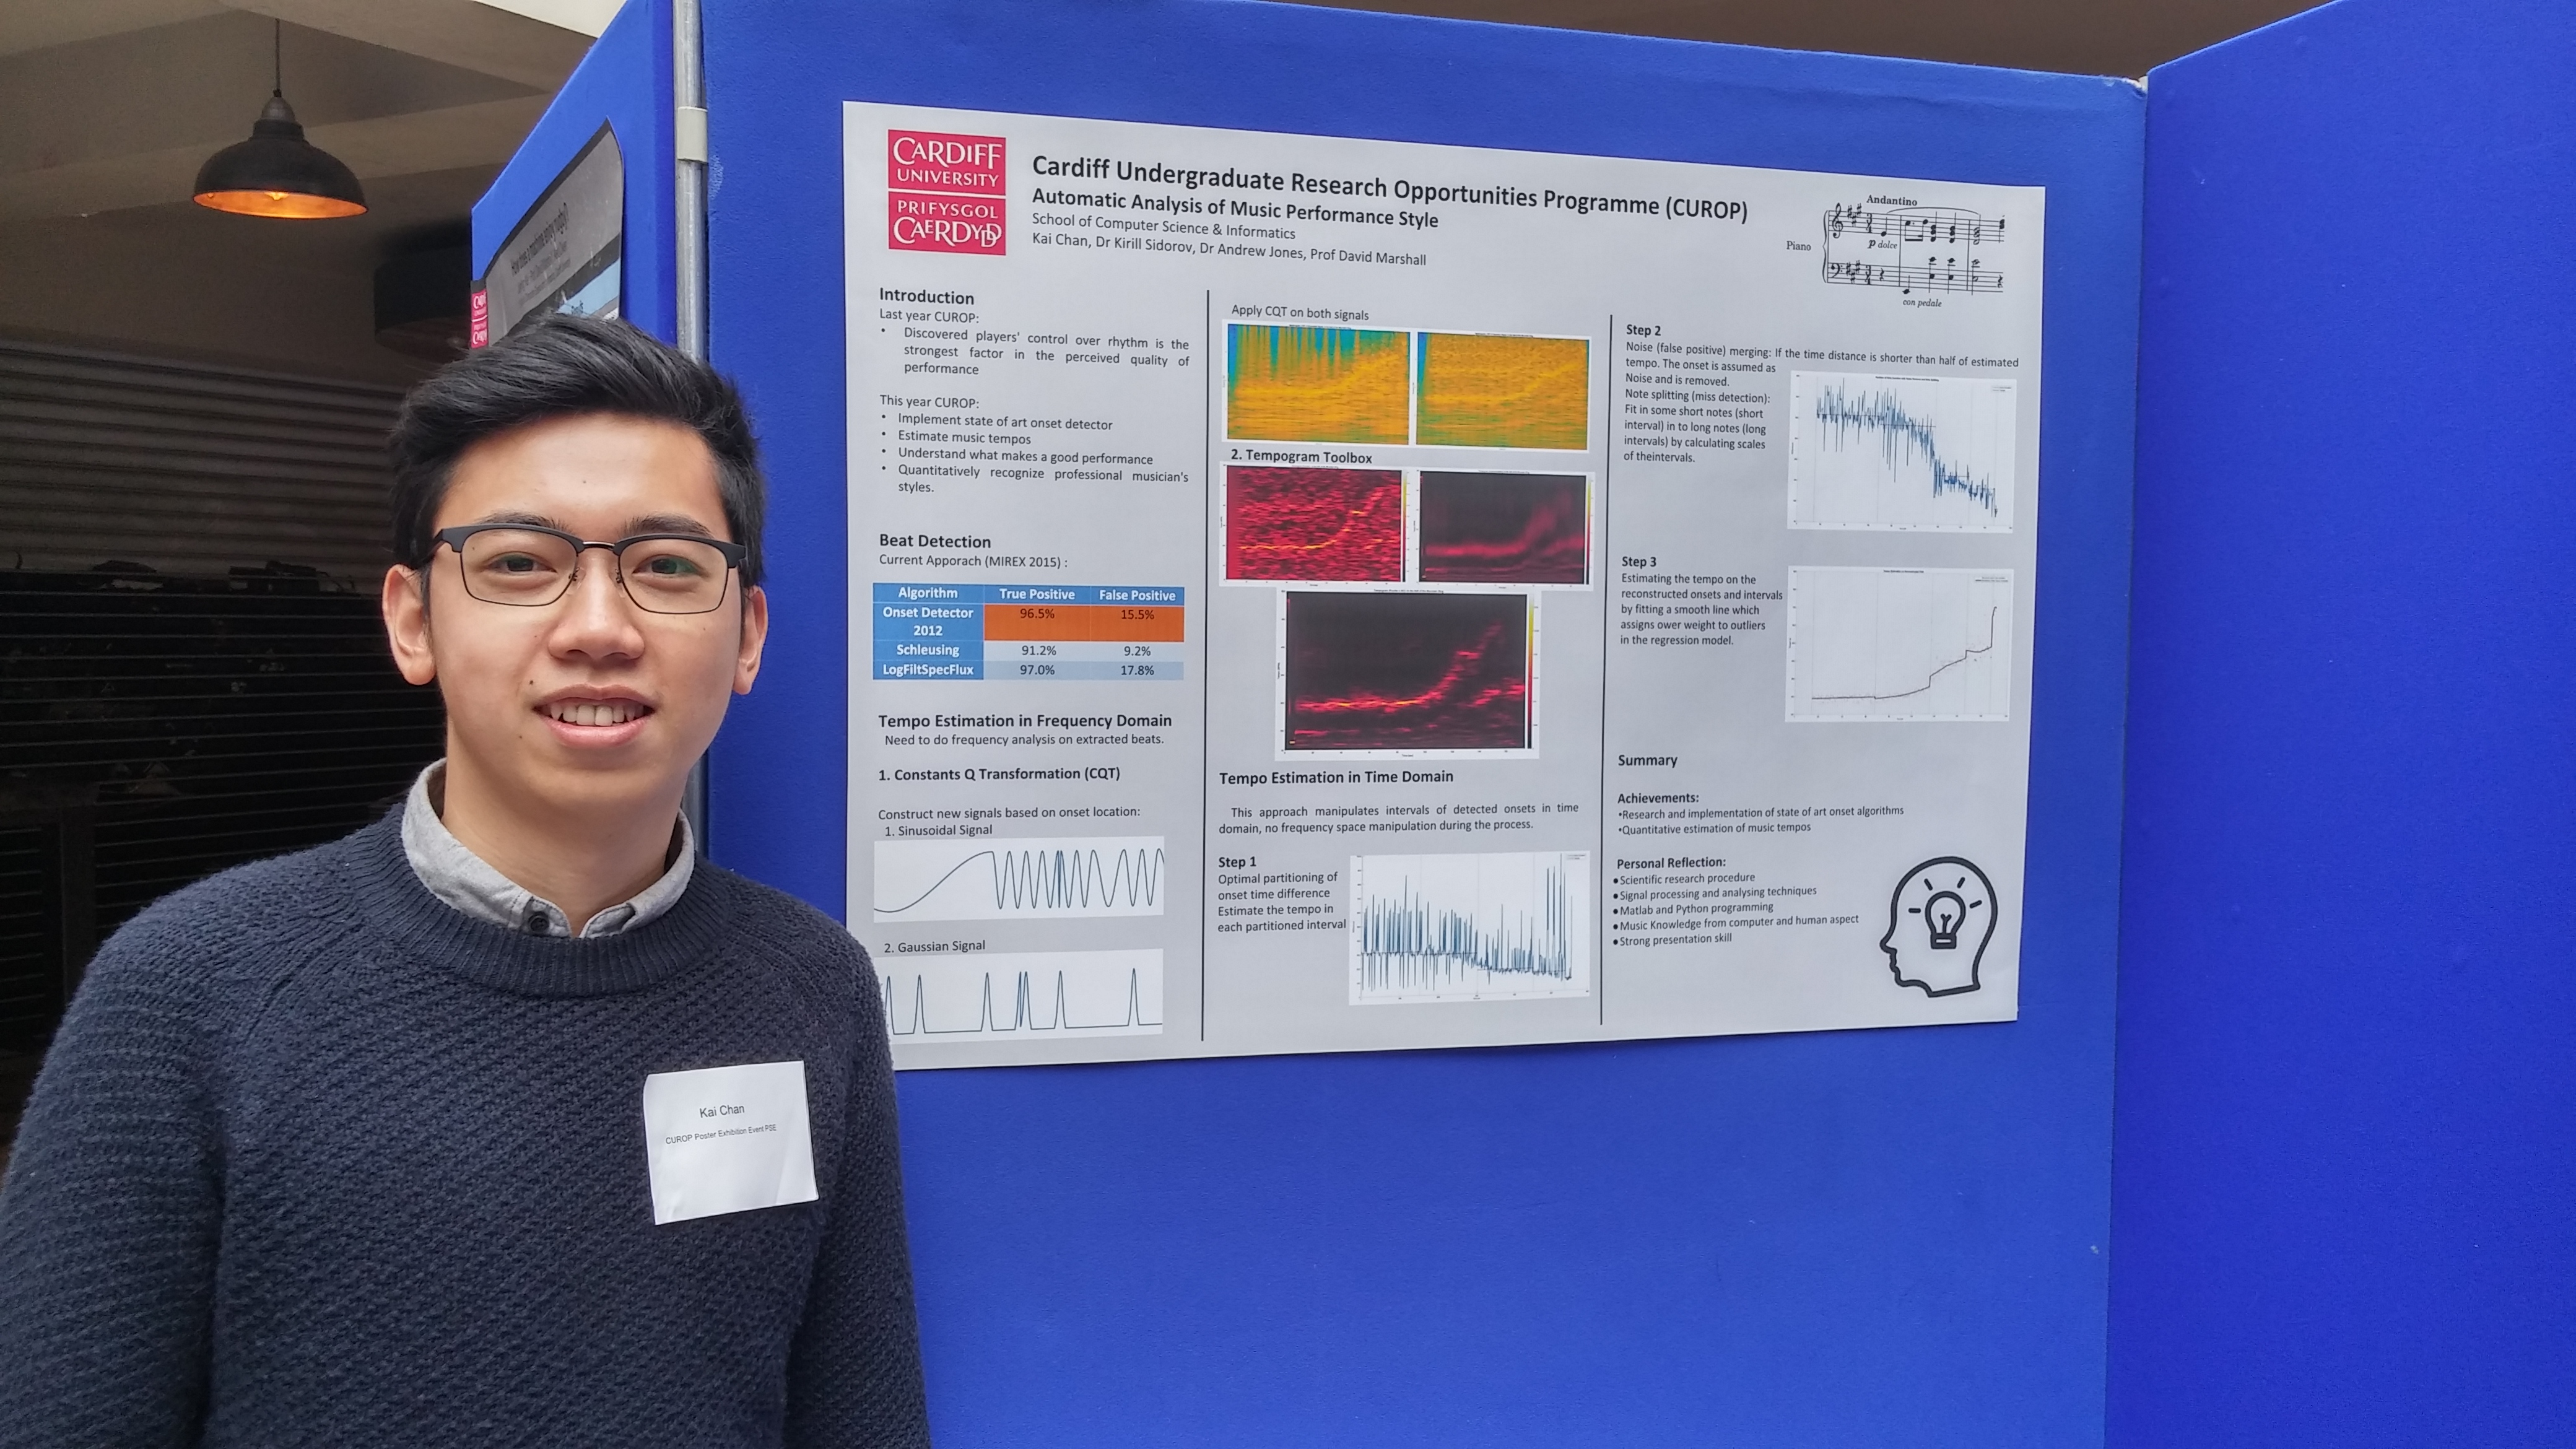 CARDIFF
UNIVERSITY
PRIFYSGOL
CAERDYDD
Cardiff Undergraduate Research Opportunities Programme (CUROP)
Automatic Analysis of Music Performance Style
School of Computer Science & Informatics
Kai Chan, Dr Kirill Sidorov, Dr Andrew Jones, Prof David Marshall
Andantino
Piano
p dolce
con pedale
Introduction
Last year CUROP:
• Discovered players' control over rhythm is the
strongest factor in the perceived quality of
performance
This year CUROP:
• Implement state of art onset detector
• Estimate music tempos
• Understand what makes a good performance
• Quantitatively recognize professional musician's
styles.
Beat Detection
Current Apporach (MIREX 2015) :
Algorithm True Positive False Positive
Onset Detector
2012 96.5% 15.5%
Schleusing 91.2% 9.2%
LogFiltSpecFlux 97.0% 17.8%
Tempo Estimation in Frequency Domain
Need to do frequency analysis on extracted beats.
1. Constants Q Transformation (CQT)
Construct new signals based on onset location:
1. Sinusoidal Signal
2. Gaussian Signal
Apply CQT on both signals
2. Tempogram Toolbox
Tempo Estimation in Time Domain
This approach manipulates intervals of detected onsets in time
domain, no frequency space manipulation during the process.
Step 1
Optimal partitioning of
onset time difference
Estimate the tempo in
each partitioned interval
Step 2
Noise (false positive) merging: If the time distance is shorter than half of estimated
tempo. The onset is assumed as
Noise and is removed.
Note splitting (miss detection):
Fit in some short notes (short
interval) in to long notes (long
intervals) by calculating scales
of theintervals.
Step 3
Estimating the tempo on the
reconstructed onsets and intervals
by fitting a smooth line which
assigns ower weight to outliers
in the regression model.
Summary
Achievements:
•Research and implementation of state of art onset algorithms
•Quantitative estimation of music tempos
Personal Reflection:
●Scientific research procedure
●Signal processing and analysing techniques
●Matlab and Python programming
●Music Knowledge from computer and human aspect
●Strong presentation skill
Kai Chan
CUROP Poster Exhibition Event PSE